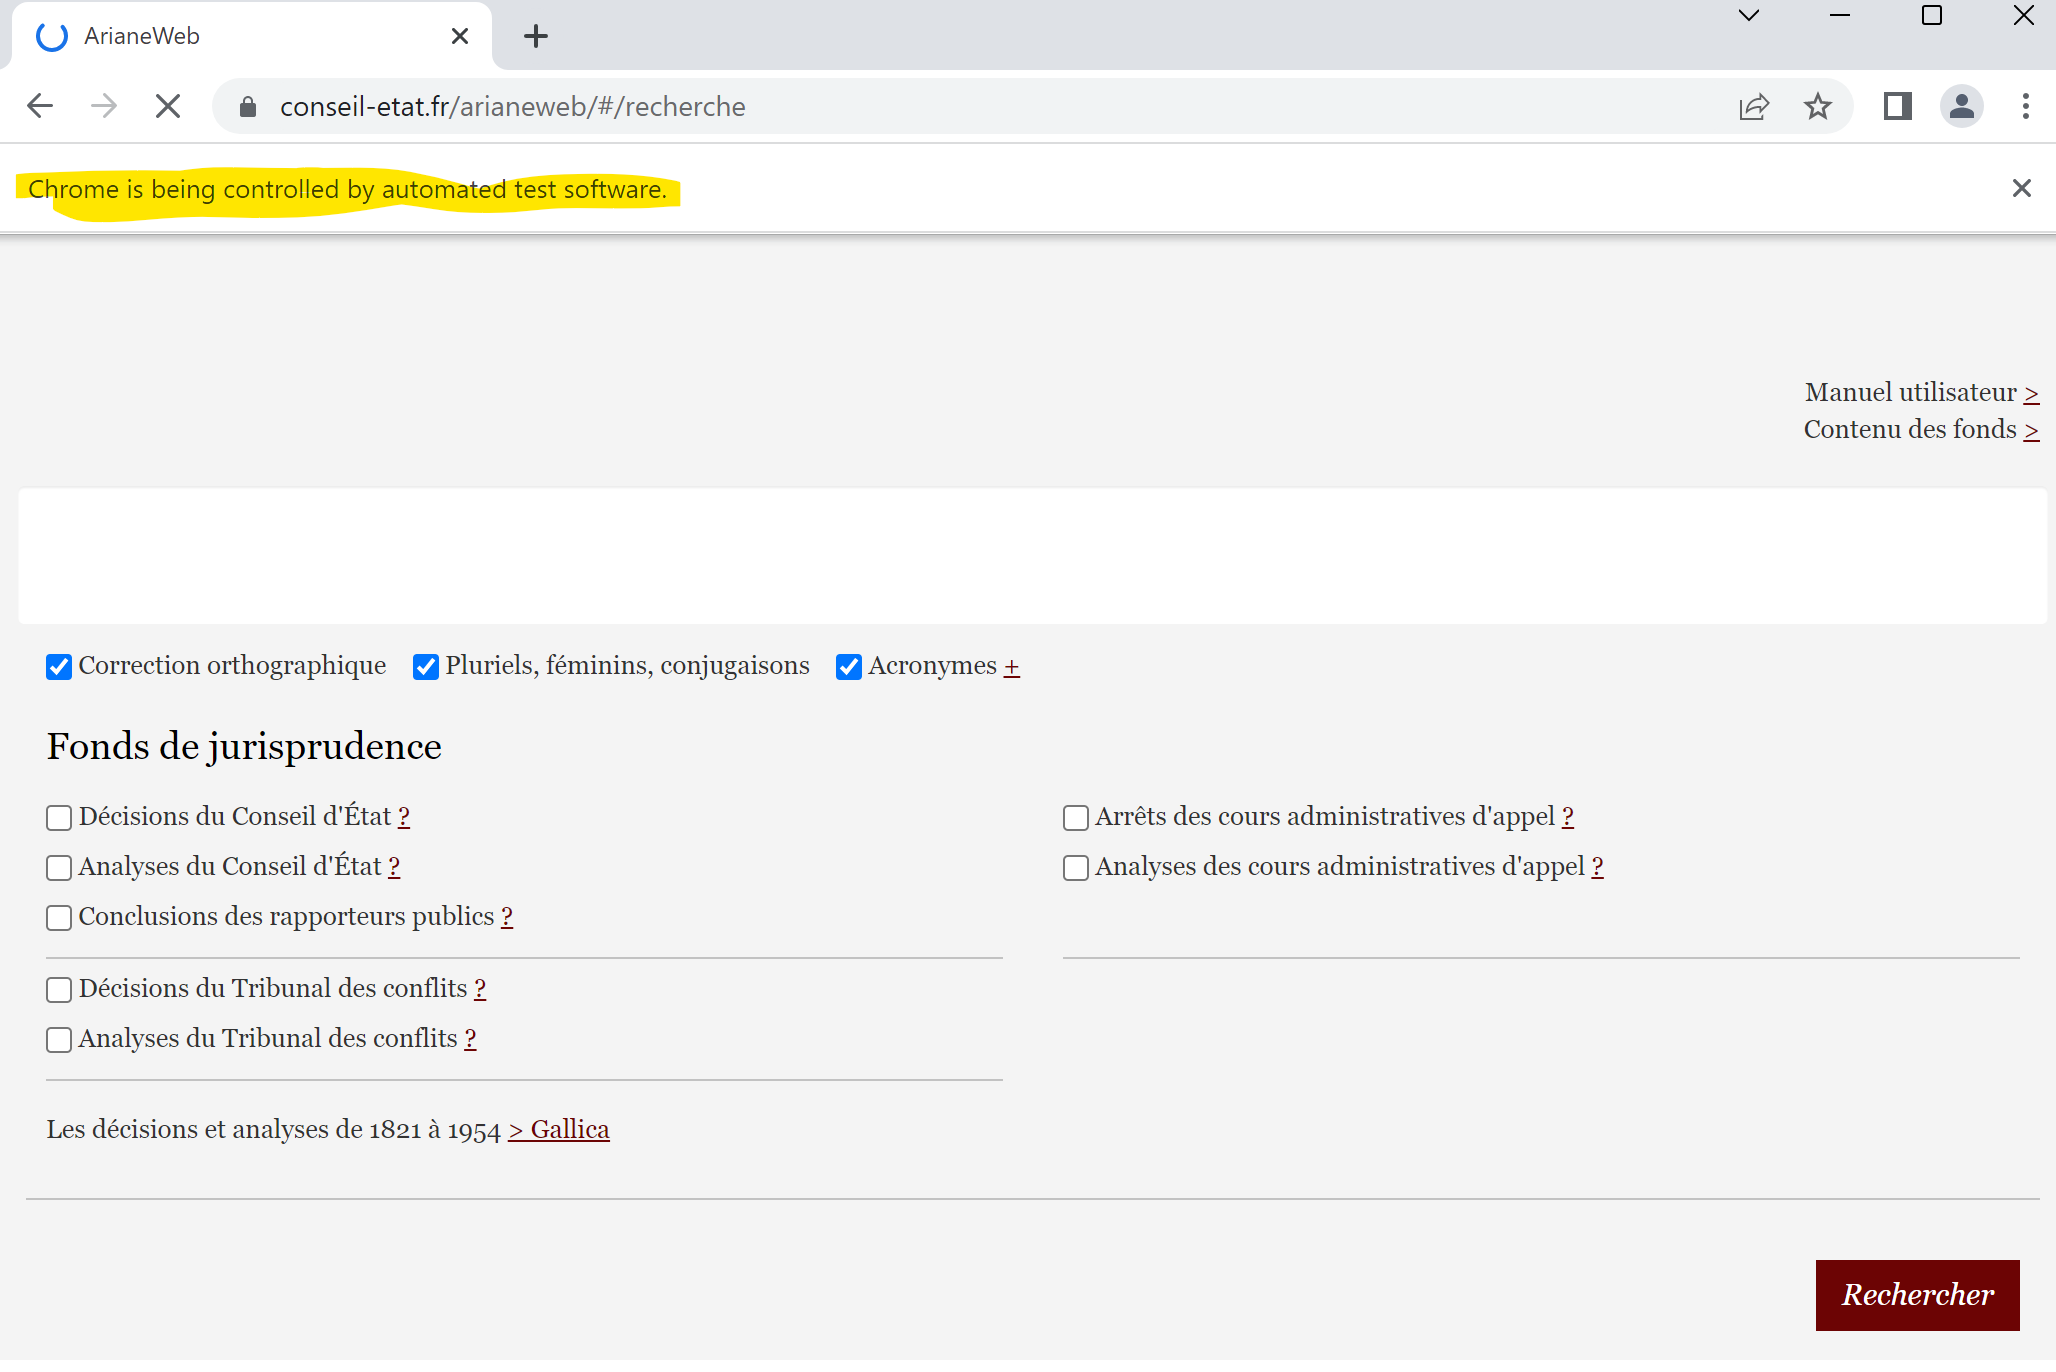 ArianeWeb
conseil-etat.fr/arianeweb/#/recherche
Chrome is being controlled by automated test software.
Manuel utilisateur >
Contenu des fonds >
Correction orthographique Pluriels, féminins, conjugaisons Acronymes +
Fonds de jurisprudence
Décisions du Conseil d'État ?
Analyses du Conseil d'État ?
Conclusions des rapporteurs publics ?
Arrêts des cours administratives d'appel ?
Analyses des cours administratives d'appel ?
Décisions du Tribunal des conflits ?
Analyses du Tribunal des conflits ?
Les décisions et analyses de 1821 à 1954 > Gallica
Rechercher